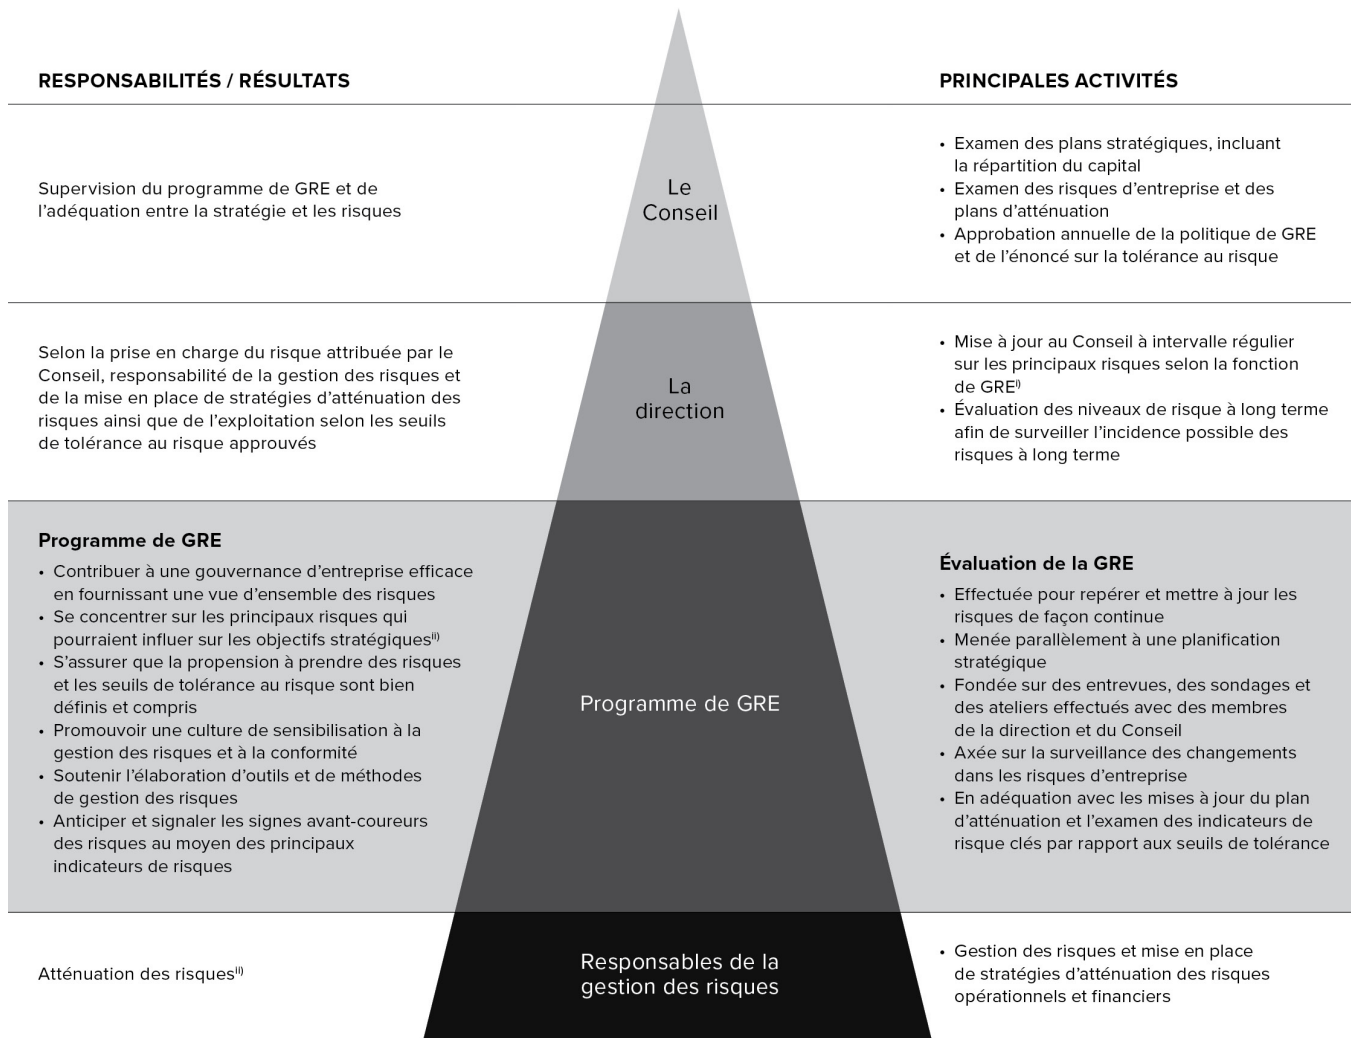 RESPONSABILITÉS / RÉSULTATS
PRINCIPALES ACTIVITÉS
Supervision du programme de GRE et de
l’adéquation entre la stratégie et les risques
Le
Conseil
• Examen des plans stratégiques, incluant
la répartition du capital
• Examen des risques d’entreprise et des
plans d’atténuation
• Approbation annuelle de la politique de GRE
et de l’énoncé sur la tolérance au risque
Selon la prise en charge du risque attribuée par le
Conseil, responsabilité de la gestion des risques et
de la mise en place de stratégies d’atténuation des
risques ainsi que de l’exploitation selon les seuils
de tolérance au risque approuvés
La
direction
• Mise à jour au Conseil à intervalle régulier
sur les principaux risques selon la fonction
de GREi)
• Évaluation des niveaux de risque à long terme
afin de surveiller l’incidence possible des
risques à long terme
Programme de GRE
• Contribuer à une gouvernance d’entreprise efficace
en fournissant une vue d’ensemble des risques
• Se concentrer sur les principaux risques qui
pourraient influer sur les objectifs stratégiquesii)
• S’assurer que la propension à prendre des risques
et les seuils de tolérance au risque sont bien
définis et compris
• Promouvoir une culture de sensibilisation à la
gestion des risques et à la conformité
• Soutenir l’élaboration d’outils et de méthodes
de gestion des risques
• Anticiper et signaler les signes avant-coureurs
des risques au moyen des principaux
indicateurs de risques
Programme de GRE
Évaluation de la GRE
• Effectuée pour repérer et mettre à jour les
risques de façon continue
• Menée parallèlement à une planification
stratégique
• Fondée sur des entrevues, des sondages et
des ateliers effectués avec des membres
de la direction et du Conseil
• Axée sur la surveillance des changements
dans les risques d’entreprise
• En adéquation avec les mises à jour du plan
d’atténuation et l’examen des indicateurs de
risque clés par rapport aux seuils de tolérance
Atténuation des risquesii)
Responsables de la
gestion des risques
• Gestion des risques et mise en place
de stratégies d’atténuation des risques
opérationnels et financiers